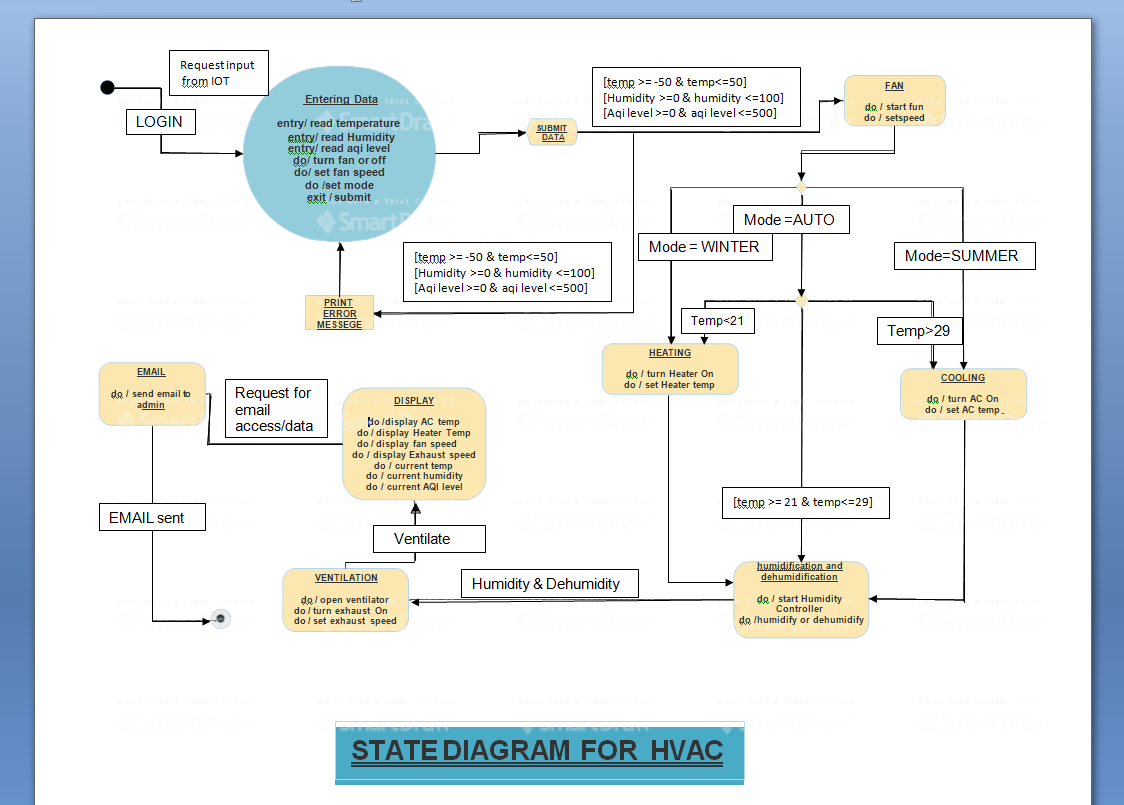 Request input
from IOT
LOGIN
Entering Data
entry/ read temperature
entry/ read Humidity
entry/ read aqi level
do/ turn fan or off
do/ set fan speed
do /set mode
exit / submit
SUBMIT
DATA
[temp >= -50 & temp<=50]
[Humidity >=0 & humidity <=100]
[Aqi level >=0 & aqi level <=500]
FAN
do / start fun
do / setspeed
Mode =AUTO
Mode = WINTER
Mode=SUMMER
[temp >= -50 & temp<=50]
[Humidity >=0 & humidity <=100]
[Aqi level >=0 & aqi level <=500]
PRINT
ERROR
MESSEGE
Temp<21
Temp>29
HEATING
do / turn Heater On
do / set Heater temp
COOLING
do / turn AC On
do / set AC temp_
EMAIL
do / send email to
admin
Request for
email
access/data
DISPLAY
do /display AC temp
do / display Heater Temp
do / display fan speed
do / display Exhaust speed
do / current temp
do / current humidity
do / current AQI level
[temp >= 21 & temp<=29]
EMAIL sent
Ventilate
VENTILATION
do / open ventilator
do / turn exhaust On
do / set exhaust speed
Humidity & Dehumidity
humidification and
dehumidification
do / start Humidity
Controller
do /humidify or dehumidify
STATE DIAGRAM FOR HVAC
SmartDraw